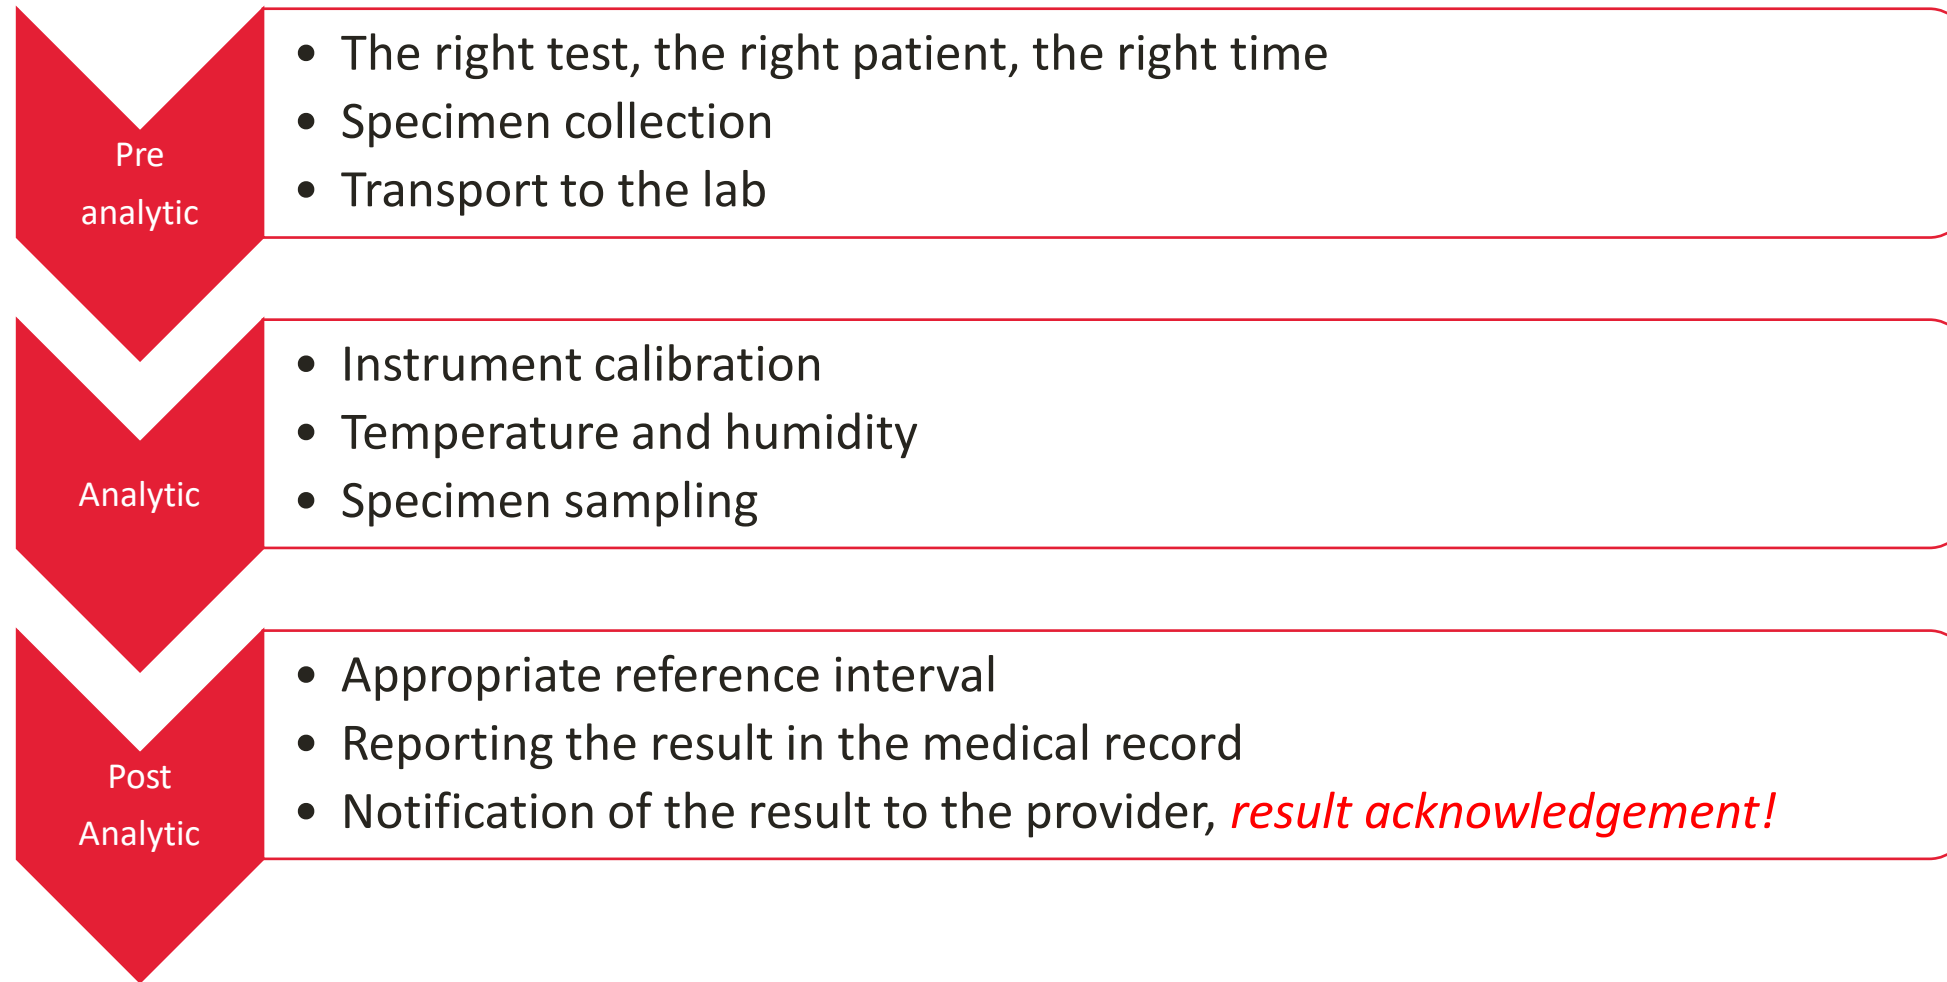 Pre
analytic
• The right test, the right patient, the right time
• Specimen collection
• Transport to the lab
Analytic
• Instrument calibration
• Temperature and humidity
• Specimen sampling
Post
Analytic
• Appropriate reference interval
• Reporting the result in the medical record
• Notification of the result to the provider, result acknowledgement!